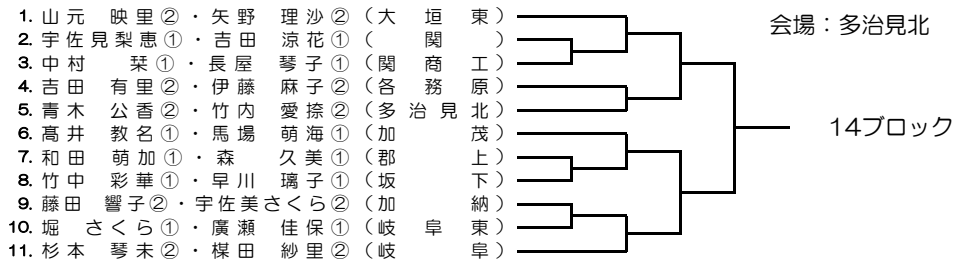 1. 山元 映里②・矢野 理沙②(大垣東)
2. 宇佐見梨恵①・吉田 涼花①(関)
3. 中村 栞①・長屋 琴子①(関商工)
4. 吉田 有里②・伊藤 麻子②(各務原)
5. 青木 公香②・竹内 愛捺②(多治見北)
6. 髙井 教名①・馬場 萌海①(加茂)
7. 和田 萌加①・森 久美①(郡上)
8. 竹中 彩華①・早川 璃子①(坂下)
9. 藤田 響子②・宇佐美さくら②(加納)
10. 堀 さくら①・廣瀬 佳保①(岐阜東)
11. 杉本 琴未②・楳田 紗里②(岐阜)
会場:多治見北
14ブロック